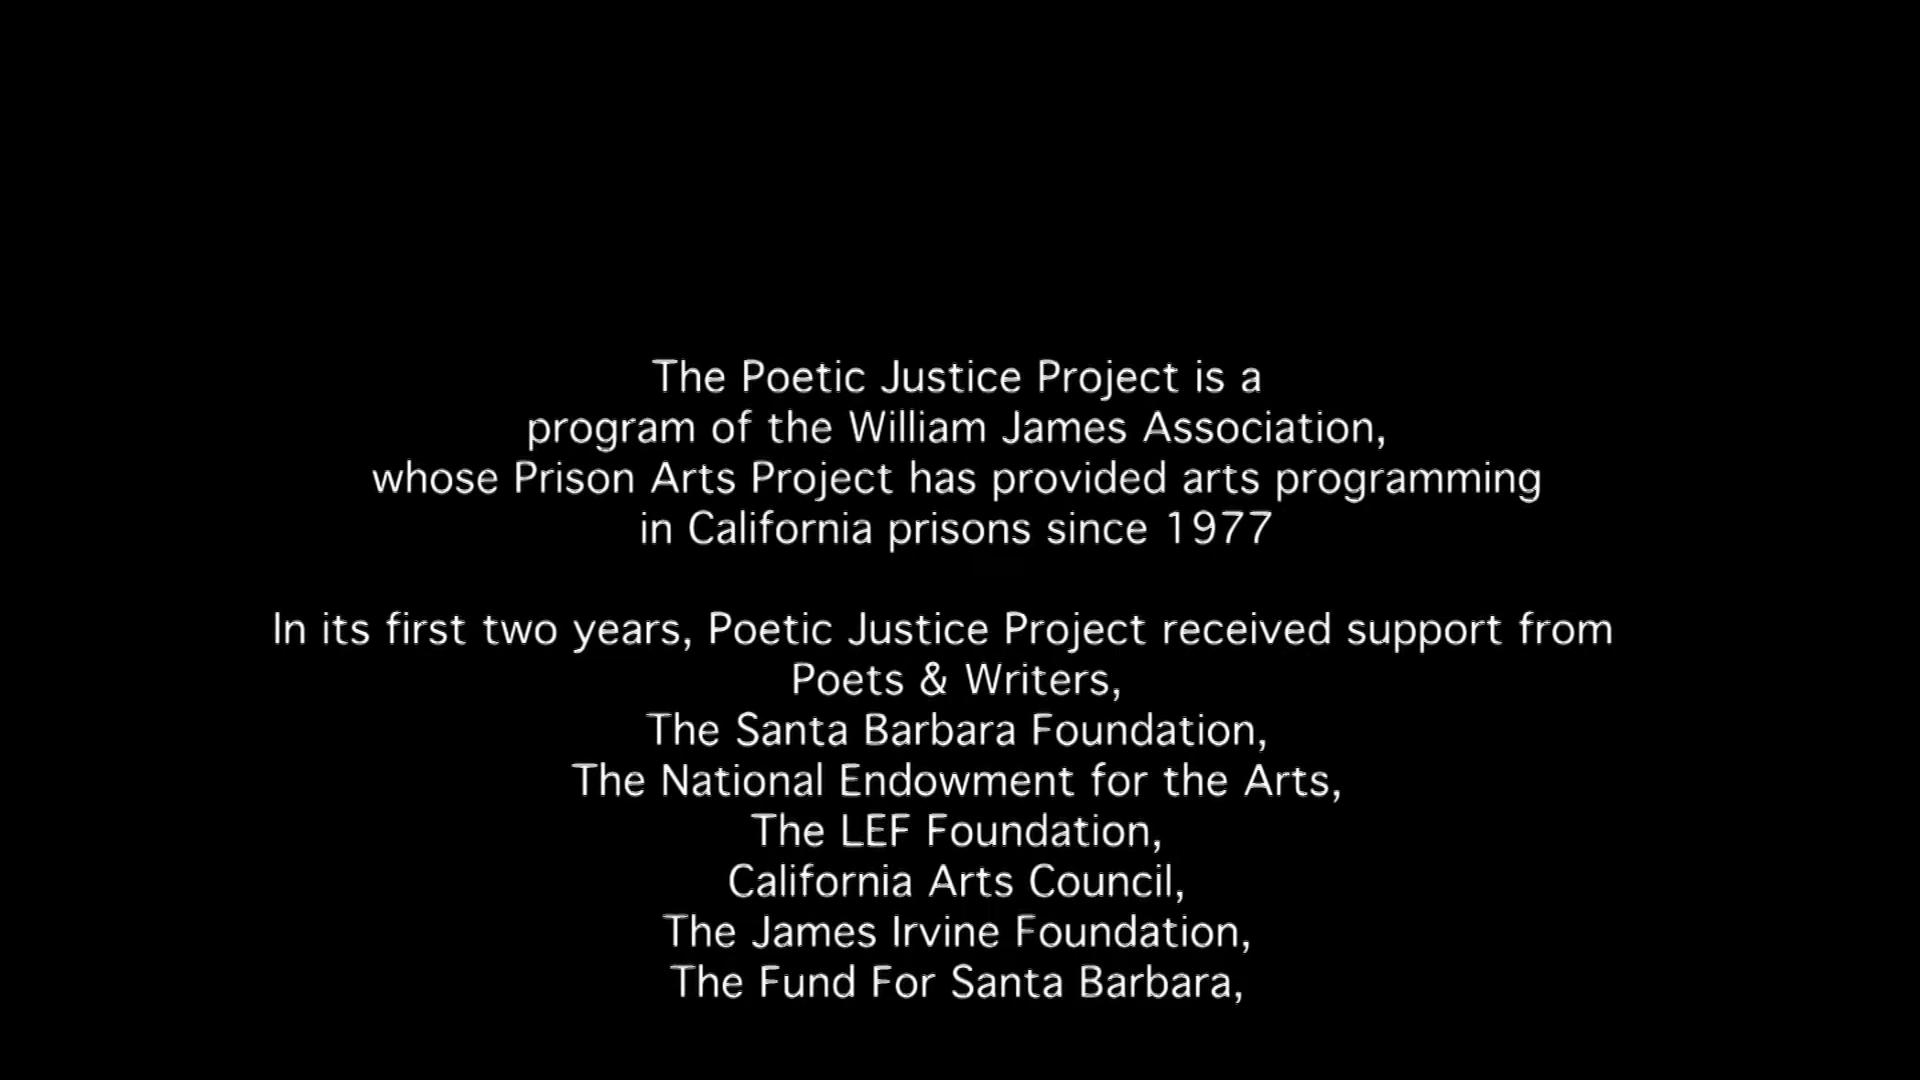 The Poetic Justice Project is a
program of the William James Association,
whose Prison Arts Project has provided arts programming
in California prisons since 1977
In its first two years, Poetic Justice Project received support from
Poets & Writers,
The Santa Barbara Foundation,
The National Endowment for the Arts,
The LEF Foundation,
California Arts Council,
The James Irvine Foundation,
The Fund For Santa Barbara,